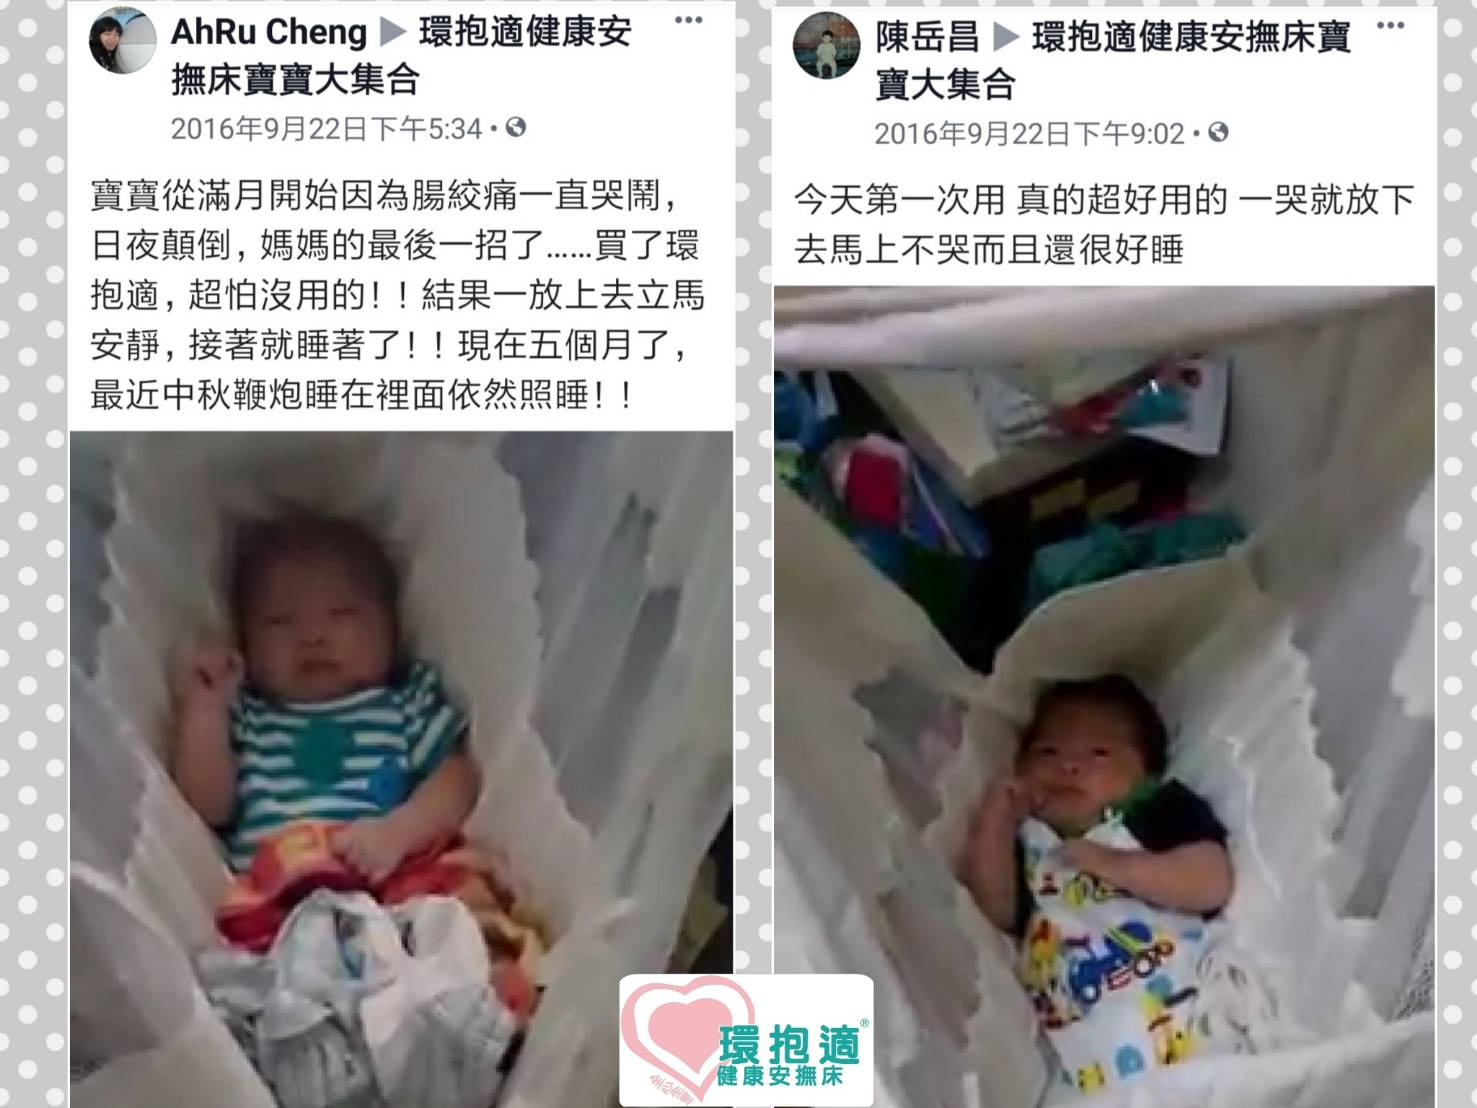 AhRu Cheng ▶ 環抱適健康安
撫床寶寶大集合
2016年9月22日下午5:34
寶寶從滿月開始因為腸絞痛一直哭鬧，
日夜顛倒，媽媽的最後一招了......買了環
抱適，超怕沒用的！！結果一放上去立馬
安靜，接著就睡著了！！現在五個月了，
最近中秋鞭炮睡在裡面依然照睡！！
陳岳昌 ▶ 環抱適健康安撫床寶
寶大集合
2016年9月22日下午9:02
今天第一次用 真的超好用的 一哭就放下
去馬上不哭而且還很好睡
環抱適®
健康安撫床